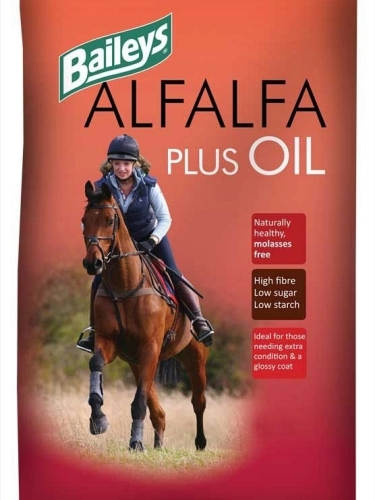 Baileys
ALFALFA
PLUS OIL
Naturally
healthy,
molasses
free
High fibre
Low sugar
Low starch
Ideal for those
needing extra
condition & a
glossy coat